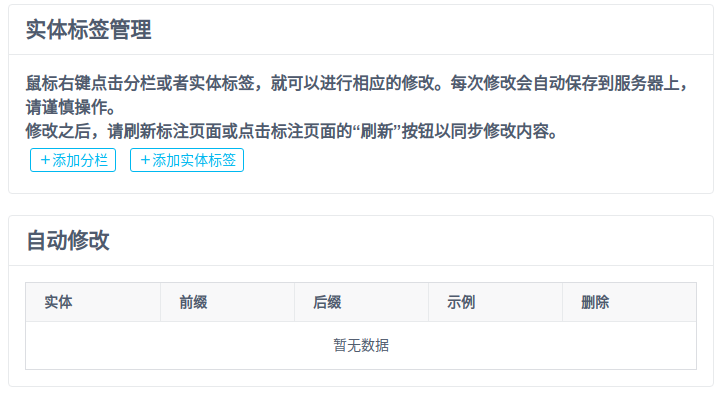 实体标签管理
鼠标右键点击分栏或者实体标签，就可以进行相应的修改。每次修改会自动保存到服务器上，
请谨慎操作。
修改之后，请刷新标注页面或点击标注页面的“刷新”按钮以同步修改内容。
＋添加分栏 ＋添加实体标签
自动修改
实体 前缀 后缀 示例 删除
暂无数据